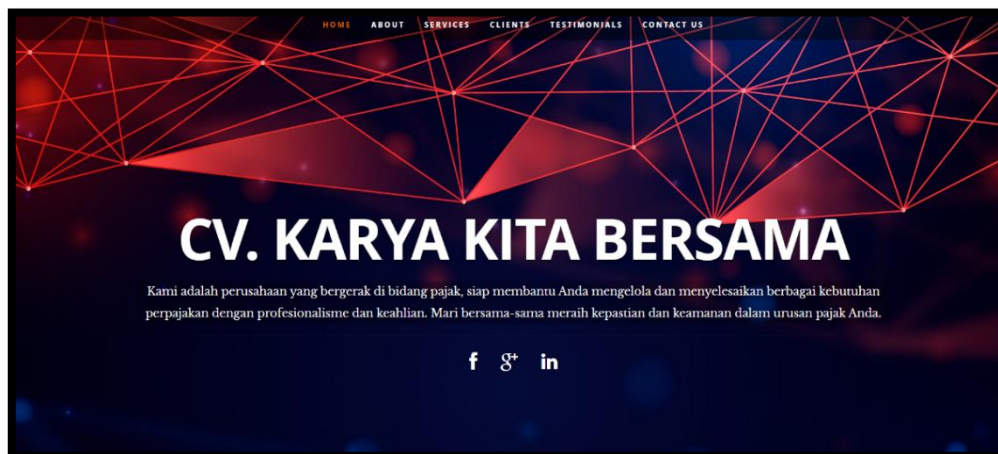 HOME ABOUT SERVICES CLIENTS TESTIMONIALS CONTACT US
CV. KARYA KITA BERSAMA
Kami adalah perusahaan yang bergerak di bidang pajak, siap membantu Anda mengelola dan menyelesaikan berbagai kebutuhan
perpajakan dengan profesionalisme dan keahlian. Mari bersama-sama meraih kepastian dan keamanan dalam urusan pajak Anda.
f g+ in